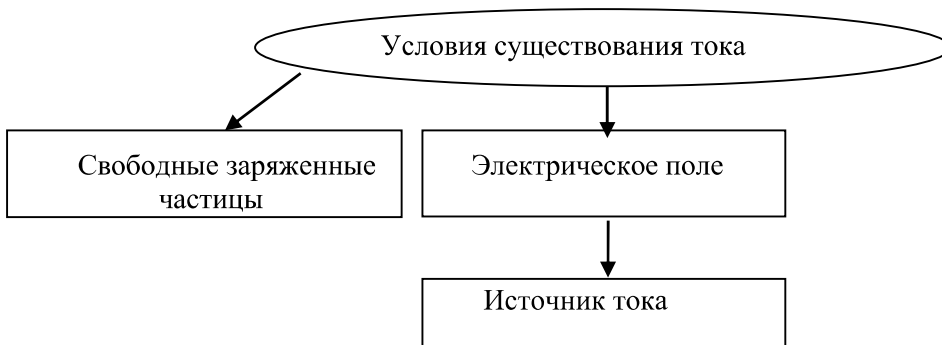 Условия существования тока
Свободные заряженные
частицы
Электрическое поле
Источник тока